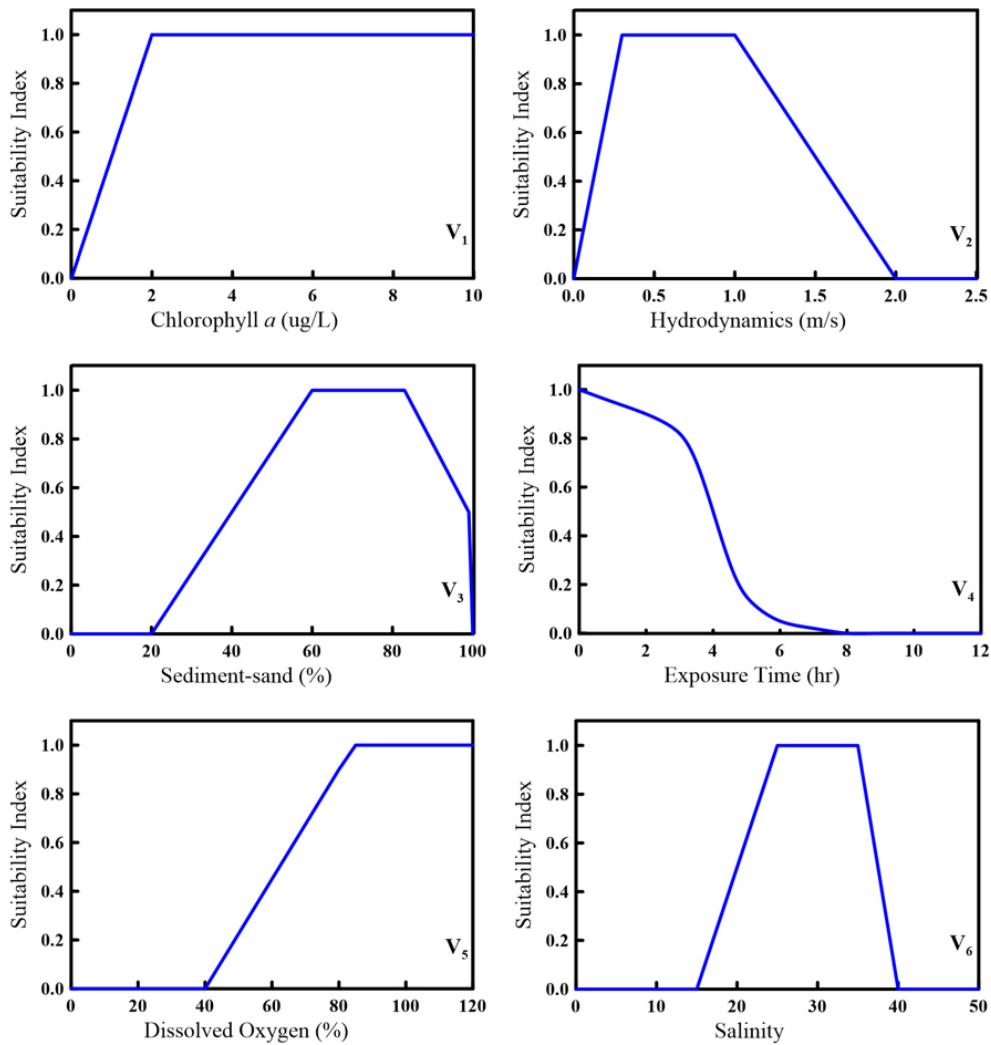 Suitability Index
1.0
0.8
0.6
0.4
0.2
0.0
V1
0 2 4 6 8 10
Chlorophyll a (ug/L)
Suitability Index
1.0
0.8
0.6
0.4
0.2
0.0
V2
0.0 0.5 1.0 1.5 2.0 2.5
Hydrodynamics (m/s)
Suitability Index
1.0
0.8
0.6
0.4
0.2
0.0
V3
0 20 40 60 80 100
Sediment-sand (%)
Suitability Index
1.0
0.8
0.6
0.4
0.2
0.0
V4
0 2 4 6 8 10 12
Exposure Time (hr)
Suitability Index
1.0
0.8
0.6
0.4
0.2
0.0
V5
0 20 40 60 80 100 120
Dissolved Oxygen (%)
Suitability Index
1.0
0.8
0.6
0.4
0.2
0.0
V6
0 10 20 30 40 50
Salinity